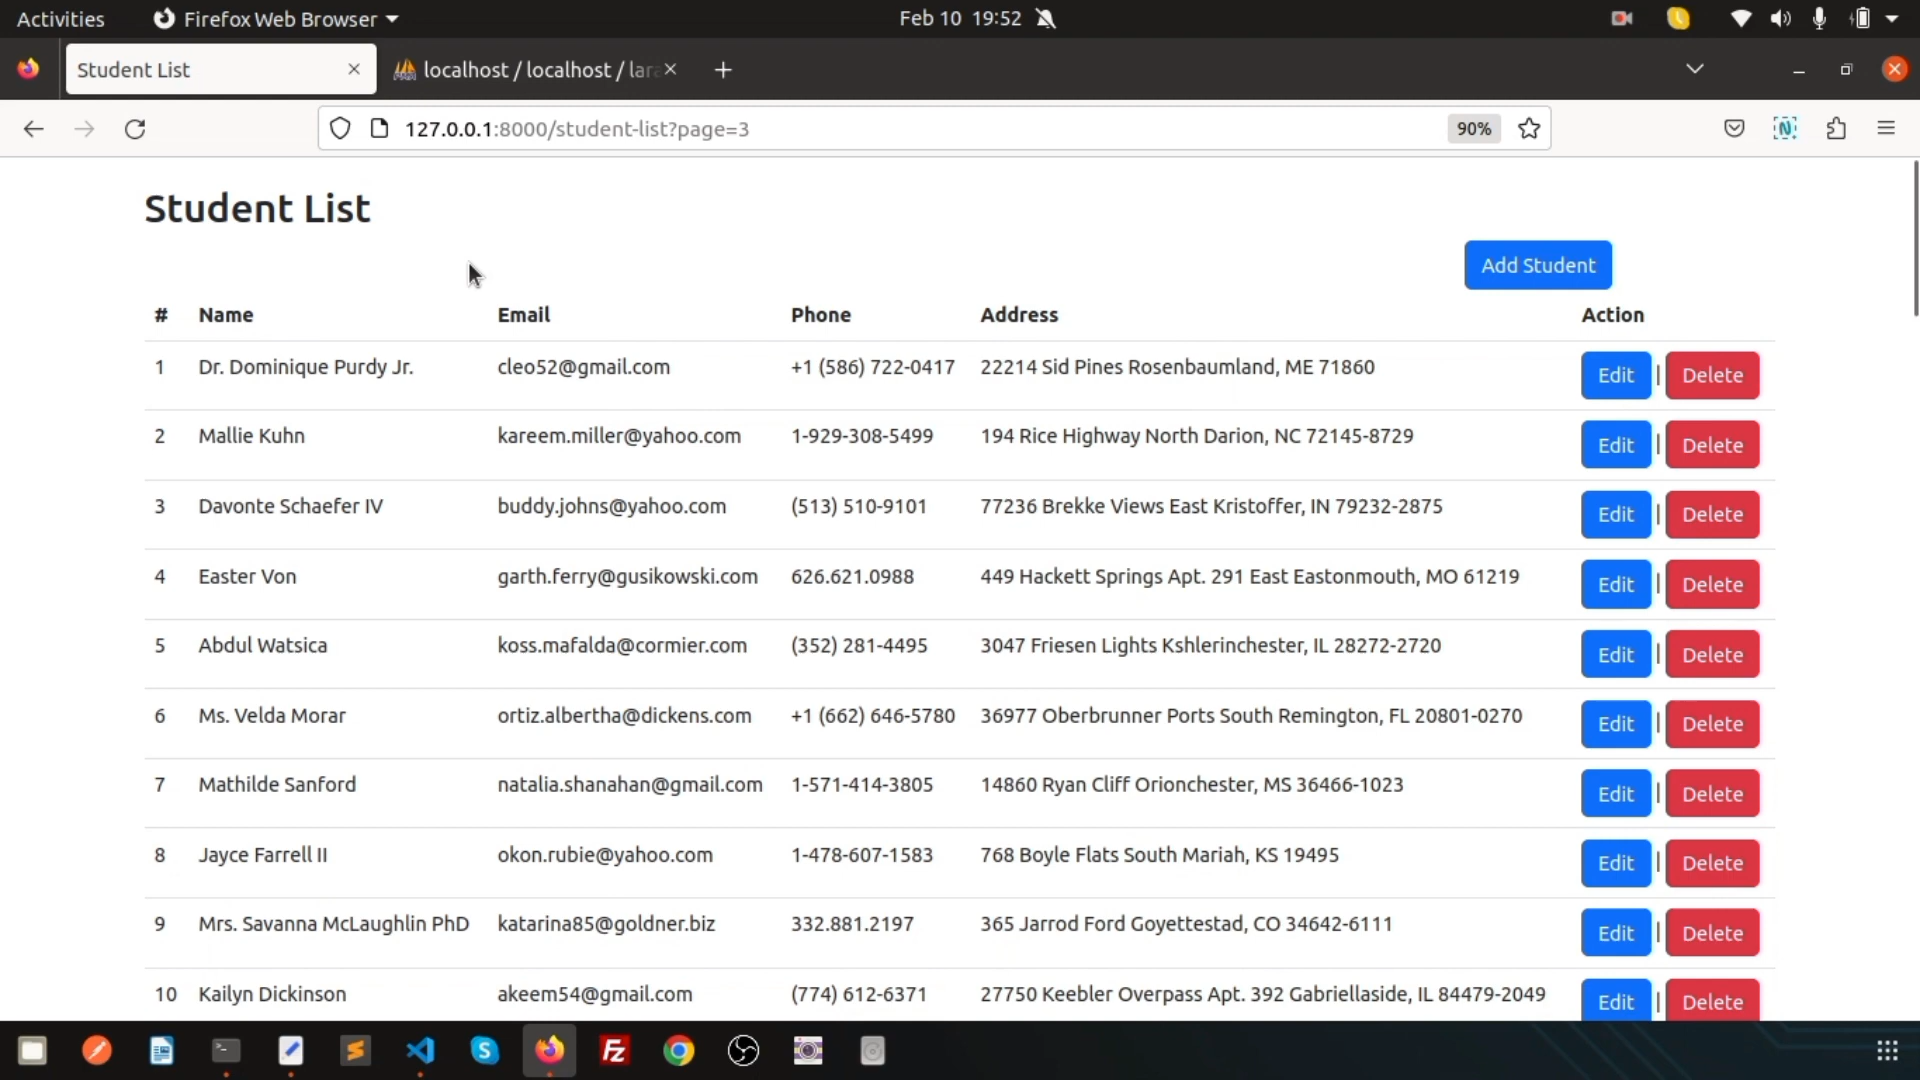 Activities Firefox Web Browser Feb 10 19:52
Student List localhost / localhost / lara
127.0.0.1:8000/student-list?page=3 90%
Student List
Add Student
# Name Email Phone Address Action
1 Dr. Dominique Purdy Jr. cleo52@gmail.com +1 (586) 722-0417 22214 Sid Pines Rosenbaumland, ME 71860 Edit | Delete
2 Mallie Kuhn kareem.miller@yahoo.com 1-929-308-5499 194 Rice Highway North Darion, NC 72145-8729 Edit | Delete
3 Davonte Schaefer IV buddy.johns@yahoo.com (513) 510-9101 77236 Brekke Views East Kristoffer, IN 79232-2875 Edit | Delete
4 Easter Von garth.ferry@gusikowski.com 626.621.0988 449 Hackett Springs Apt. 291 East Eastonmouth, MO 61219 Edit | Delete
5 Abdul Watsica koss.mafalda@cormier.com (352) 281-4495 3047 Friesen Lights Kshlerinchester, IL 28272-2720 Edit | Delete
6 Ms. Velda Morar ortiz.albertha@dickens.com +1 (662) 646-5780 36977 Oberbrunner Ports South Remington, FL 20801-0270 Edit | Delete
7 Mathilde Sanford natalia.shanahan@gmail.com 1-571-414-3805 14860 Ryan Cliff Orionchester, MS 36466-1023 Edit | Delete
8 Jayce Farrell II okon.rubie@yahoo.com 1-478-607-1583 768 Boyle Flats South Mariah, KS 19495 Edit | Delete
9 Mrs. Savanna McLaughlin PhD katarina85@goldner.biz 332.881.2197 365 Jarrod Ford Goyettestad, CO 34642-6111 Edit | Delete
10 Kailyn Dickinson akeem54@gmail.com (774) 612-6371 27750 Keebler Overpass Apt. 392 Gabriellaside, IL 84479-2049 Edit | Delete